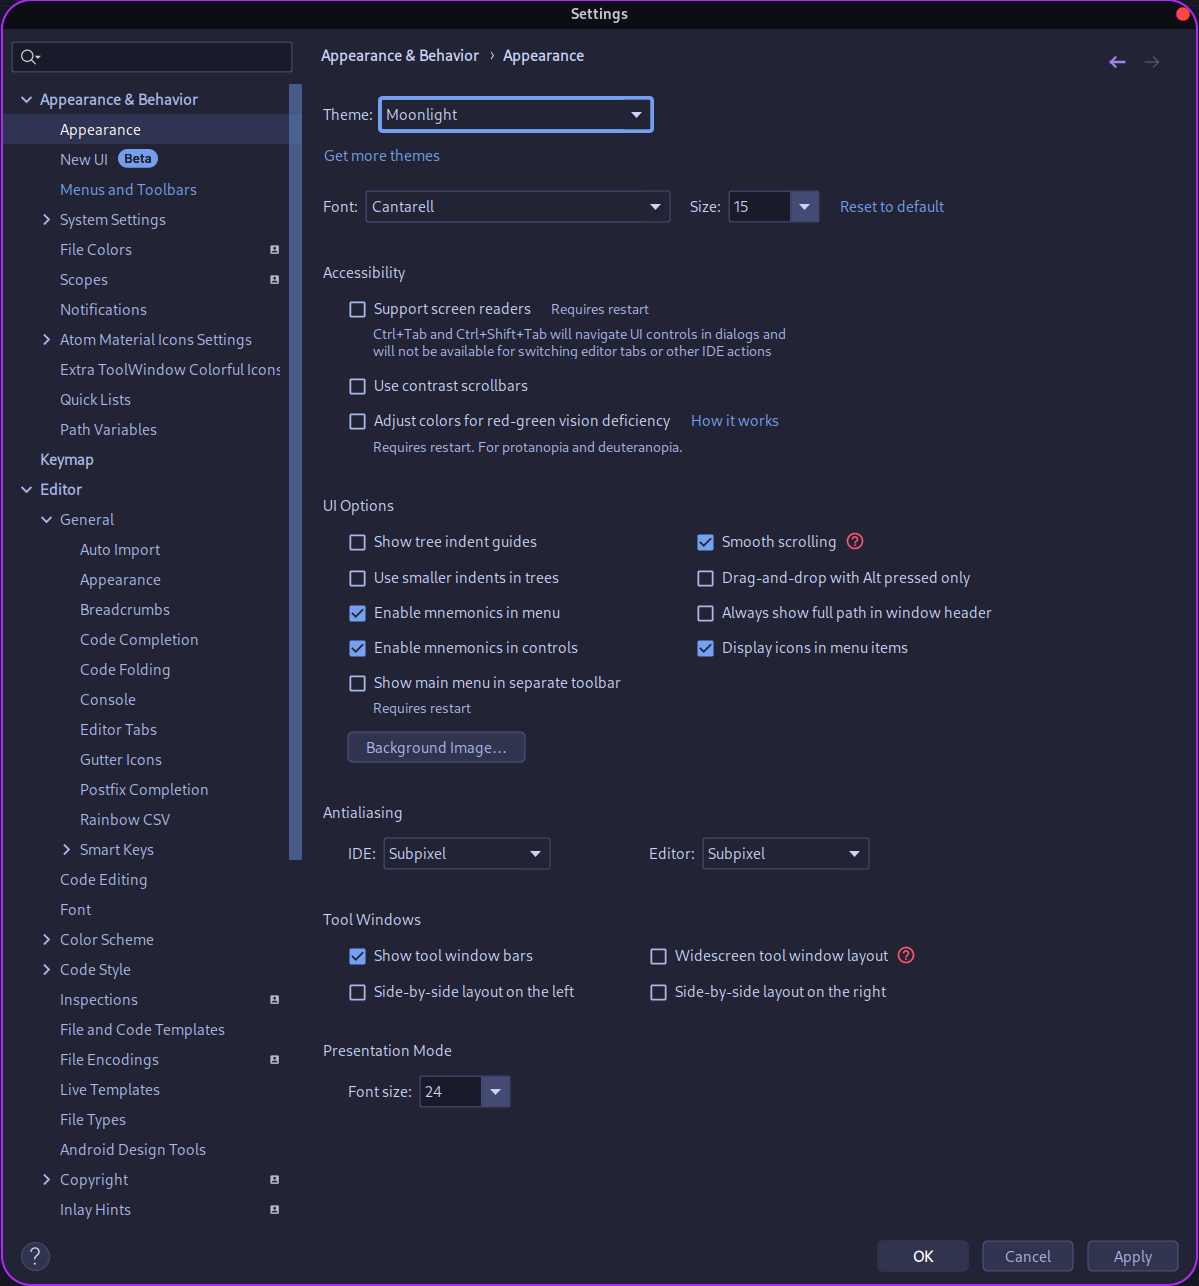 Settings
Appearance & Behavior › Appearance
Appearance & Behavior
Appearance
New UI Beta
Menus and Toolbars
System Settings
File Colors
Scopes
Notifications
Atom Material Icons Settings
Extra ToolWindow Colorful Icons
Quick Lists
Path Variables
Keymap
Editor
General
Auto Import
Appearance
Breadcrumbs
Code Completion
Code Folding
Console
Editor Tabs
Gutter Icons
Postfix Completion
Rainbow CSV
Smart Keys
Code Editing
Font
Color Scheme
Code Style
Inspections
File and Code Templates
File Encodings
Live Templates
File Types
Android Design Tools
Copyright
Inlay Hints
Theme: Moonlight
Get more themes
Font: Cantarell Size: 15 Reset to default
Accessibility
Support screen readers Requires restart
Ctrl+Tab and Ctrl+Shift+Tab will navigate UI controls in dialogs and
will not be available for switching editor tabs or other IDE actions
Use contrast scrollbars
Adjust colors for red-green vision deficiency How it works
Requires restart. For protanopia and deuteranopia.
UI Options
Show tree indent guides Smooth scrolling ?
Use smaller indents in trees Drag-and-drop with Alt pressed only
Enable mnemonics in menu Always show full path in window header
Enable mnemonics in controls Display icons in menu items
Show main menu in separate toolbar
Requires restart
Background Image...
Antialiasing
IDE: Subpixel Editor: Subpixel
Tool Windows
Show tool window bars Widescreen tool window layout ?
Side-by-side layout on the left Side-by-side layout on the right
Presentation Mode
Font size: 24
? OK Cancel Apply